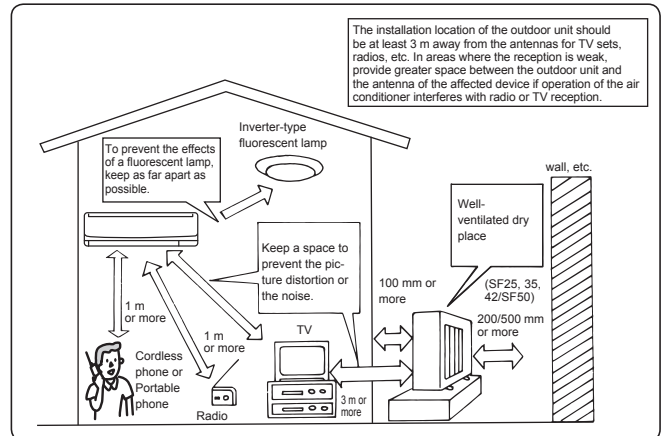 The installation location of the outdoor unit should
be at least 3 m away from the antennas for TV sets,
radios, etc. In areas where the reception is weak,
provide greater space between the outdoor unit and
the antenna of the affected device if operation of the air
conditioner interferes with radio or TV reception.
Inverter-type
fluorescent lamp
To prevent the effects
of a fluorescent lamp,
keep as far apart as
possible.
wall, etc.
Well-
ventilated dry
place
Keep a space to
prevent the pic-
ture distortion or
the noise.
100 mm or
more
(SF25, 35,
42/SF50)
200/500 mm
or more
1 m
or more
1 m
or more
TV
Cordless
phone or
Portable
phone
Radio
3 m or
more